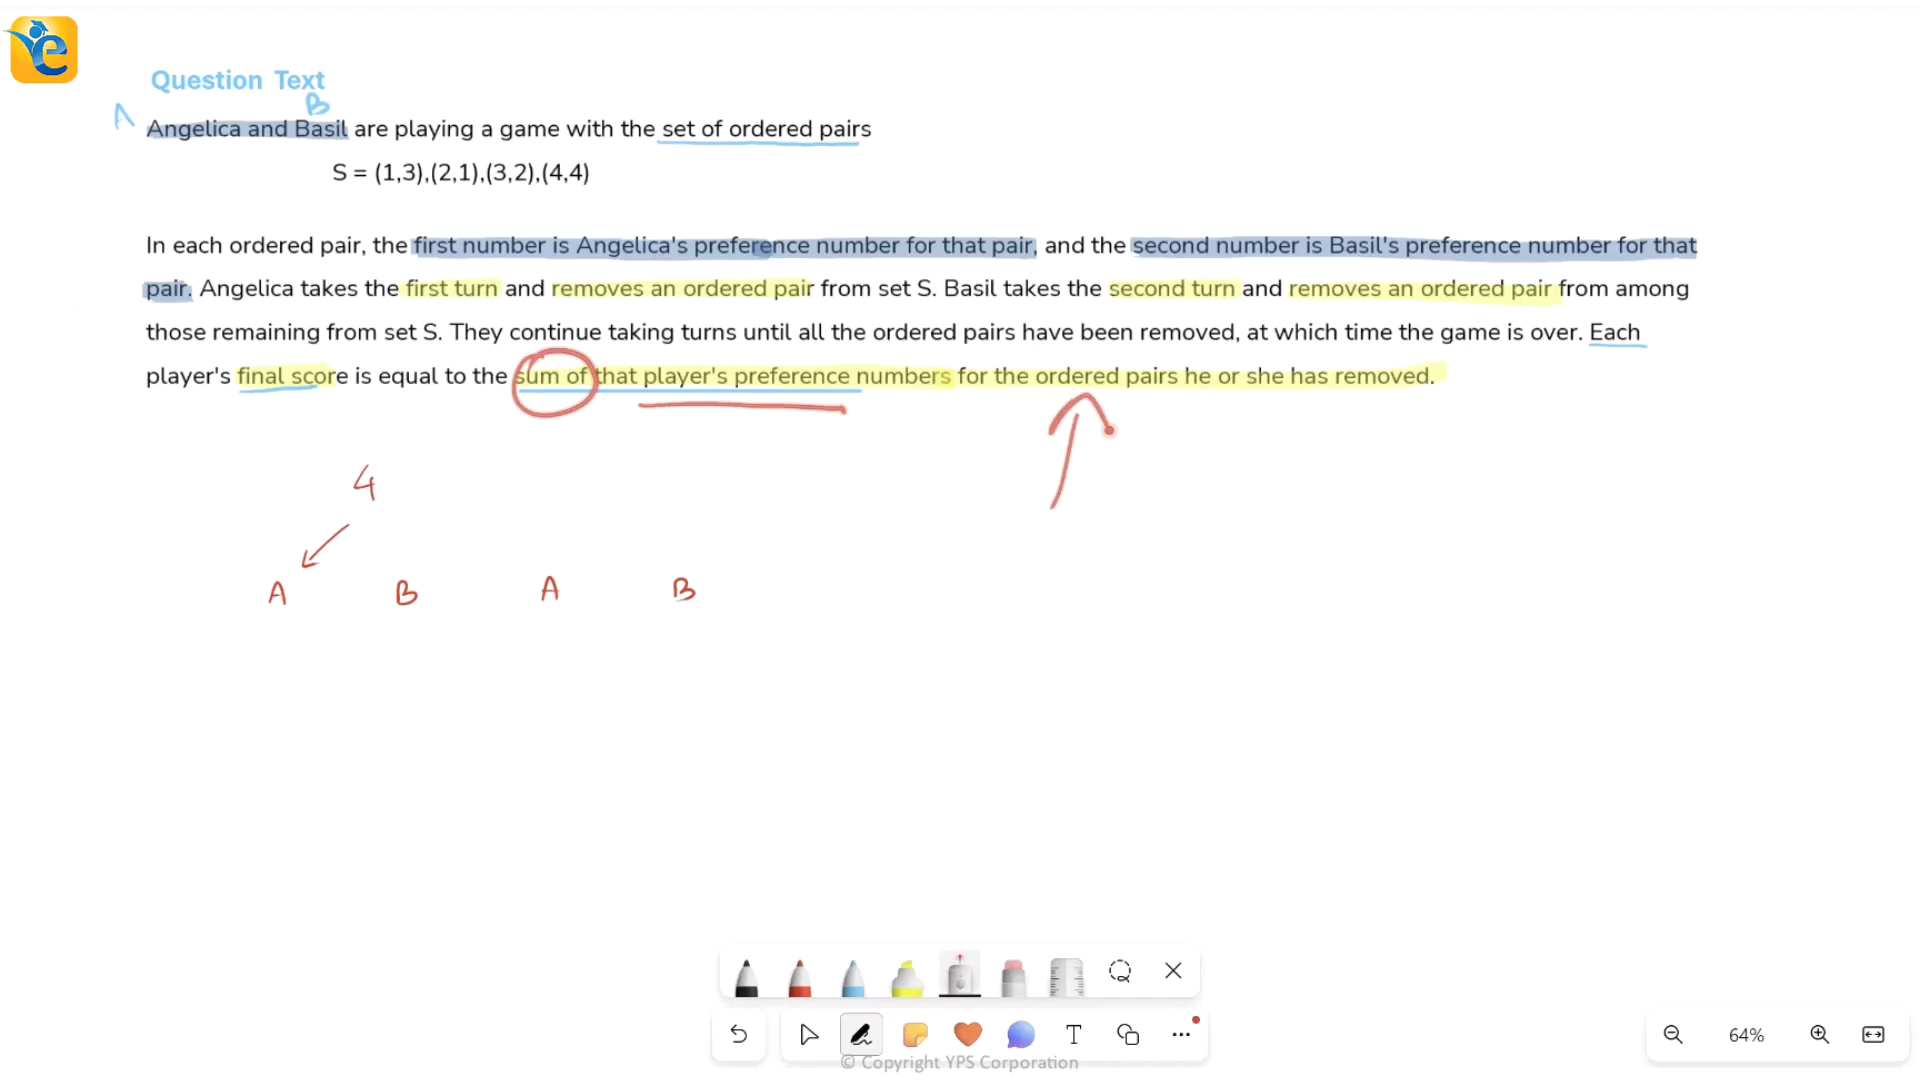 Question Text
A
B
Angelica and Basil are playing a game with the set of ordered pairs
S = (1,3),(2,1),(3,2),(4,4)
In each ordered pair, the first number is Angelica's preference number for that pair, and the second number is Basil's preference number for that
pair. Angelica takes the first turn and removes an ordered pair from set S. Basil takes the second turn and removes an ordered pair from among
those remaining from set S. They continue taking turns until all the ordered pairs have been removed, at which time the game is over. Each
player's final score is equal to the sum of that player's preference numbers for the ordered pairs he or she has removed.
4
A B A B
T
64%
© Copyright YPS Corporation